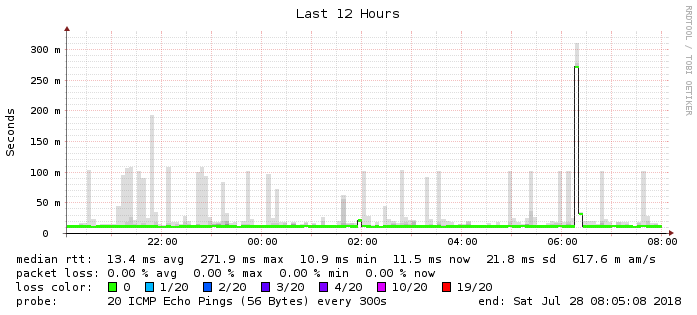 Last 12 Hours
RRDTOOL / TOBI OETIKER
Seconds
300 m
250 m
200 m
150 m
100 m
50 m
0
22:00 00:00 02:00 04:00 06:00 08:00
median rtt: 13.4 ms avg 271.9 ms max 10.9 ms min 11.5 ms now 21.8 ms sd 617.6 m am/s
packet loss: 0.00 % avg 0.00 % max 0.00 % min 0.00 % now
loss color: 0 1/20 2/20 3/20 4/20 10/20 19/20
probe: 20 ICMP Echo Pings (56 Bytes) every 300s end: Sat Jul 28 08:05:08 2018